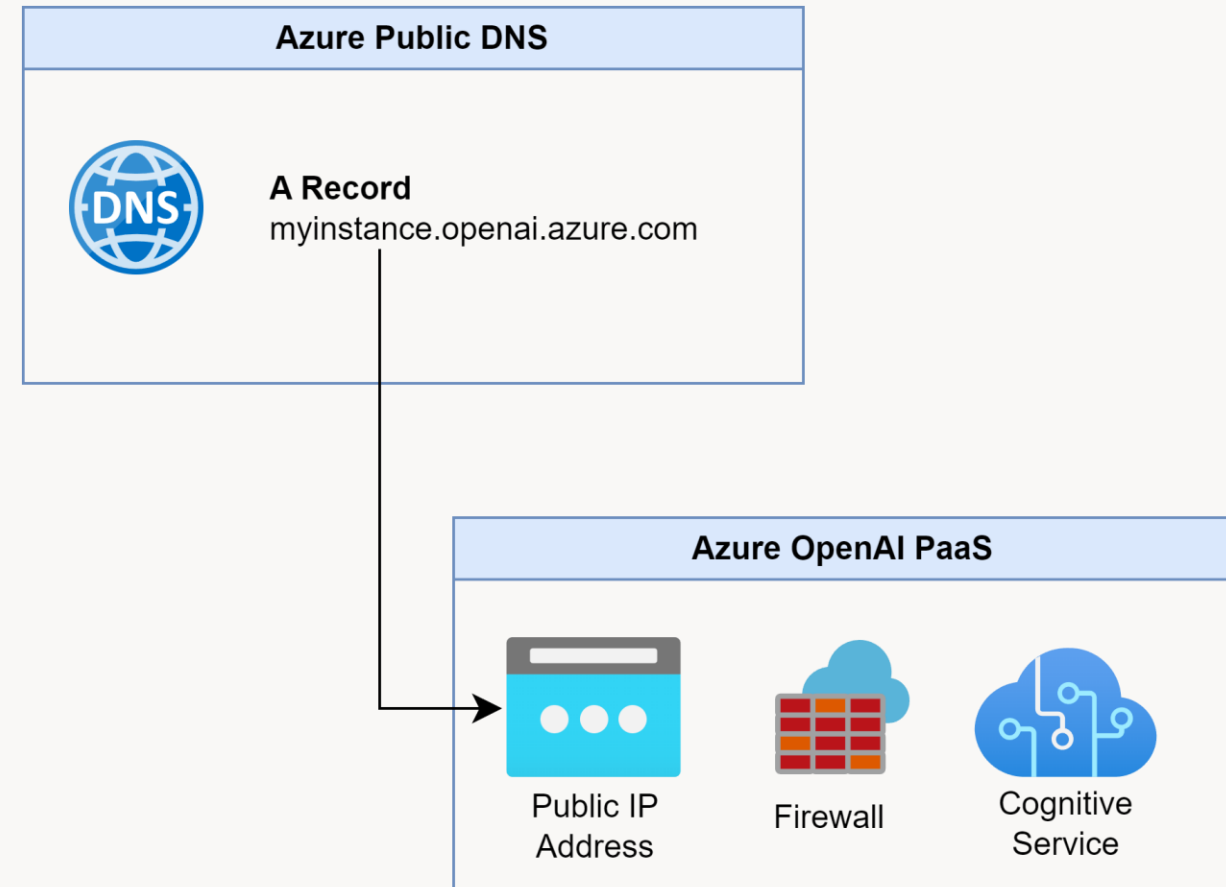 Azure Public DNS
DNS
A Record
myinstance.openai.azure.com
Azure OpenAI PaaS
Public IP
Address
Firewall
Cognitive
Service